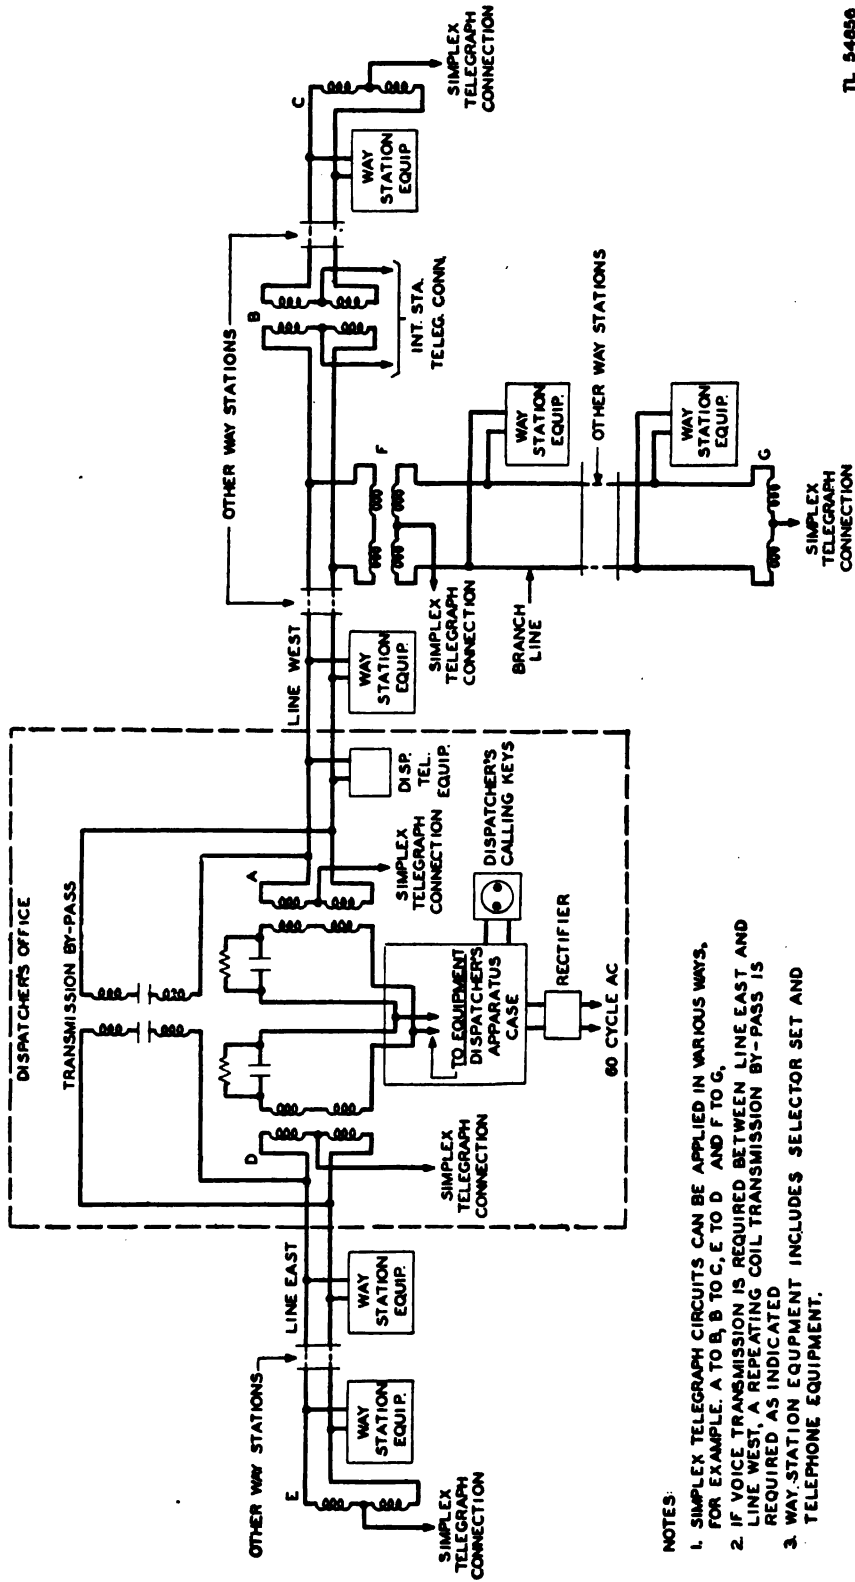 DISPATCHER'S OFFICE
TRANSMISSION BY-PASS
OTHER WAY STATIONS
OTHER WAY STATIONS
E
LINE EAST
D
A
LINE WEST
B
C
WAY
STATION
EQUIP.
WAY
STATION
EQUIP.
SIMPLEX
TELEGRAPH
CONNECTION
SIMPLEX
TELEGRAPH
CONNECTION
TO EQUIPMENT
DISPATCHER'S
APPARATUS
CASE
SIMPLEX
TELEGRAPH
CONNECTION
DISPATCHER'S
CALLING KEYS
RECTIFIER
60 CYCLE AC
DISP.
TEL.
EQUIP.
WAY
STATION
EQUIP.
F
SIMPLEX
TELEGRAPH
CONNECTION
BRANCH
LINE
INT. STA.
TELEG. CONN.
WAY
STATION
EQUIP
SIMPLEX
TELEGRAPH
CONNECTION
WAY
STATION
EQUIP.
OTHER WAY STATIONS
WAY
STATION
EQUIP.
G
SIMPLEX
TELEGRAPH
CONNECTION
NOTES:
1. SIMPLEX TELEGRAPH CIRCUITS CAN BE APPLIED IN VARIOUS WAYS,
FOR EXAMPLE. A TO B, B TO C, E TO D AND F TO G,
2. IF VOICE TRANSMISSION IS REQUIRED BETWEEN LINE EAST AND
LINE WEST, A REPEATING COIL TRANSMISSION BY-PASS IS
REQUIRED AS INDICATED
3. WAY STATION EQUPMENT INCLUDES SELECTOR SET AND
TELEPHONE EQUIPMENT.
TL 54856